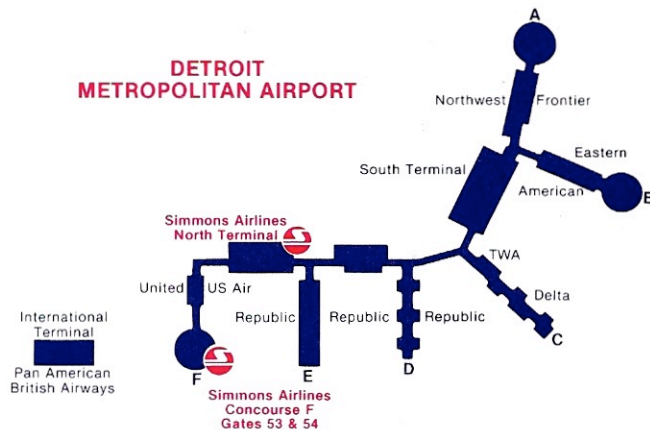 DETROIT
METROPOLITAN AIRPORT
A
Northwest
Frontier
Eastern
South Terminal
American
B
Simmons Airlines
North Terminal
TWA
United
US Air
Delta
International
Terminal
Republic
Republic
Republic
C
Pan American
British Airways
F
E
D
Simmons Airlines
Concourse F
Gates 53 & 54